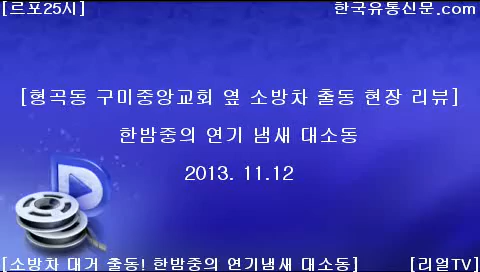 [르포25시]
한국유통신문.com
[형곡동 구미중앙교회 옆 소방차 출동 현장 리뷰]
한밤중의 연기 냄새 대소동
2013. 11.12
[소방차 대거 출동! 한밤중의 연기냄새 대소동]
[리얼TV]